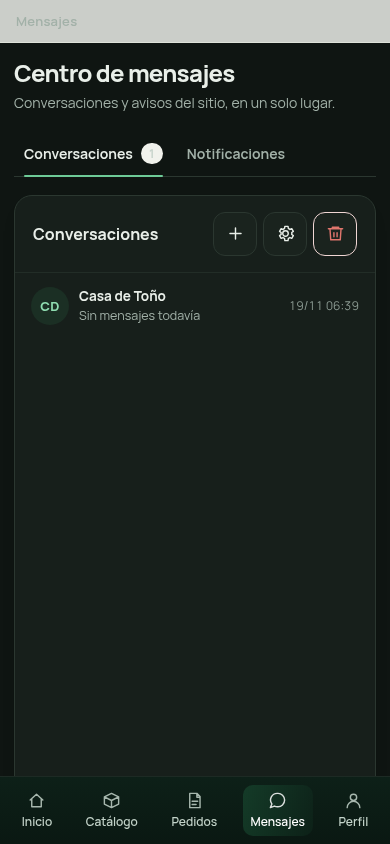 Mensajes
Centro de mensajes
Conversaciones y avisos del sitio, en un solo lugar.
Conversaciones 1 Notificaciones
Conversaciones
CD Casa de Toño 19/11 06:39
Sin mensajes todavía
Inicio Catálogo Pedidos Mensajes Perfil